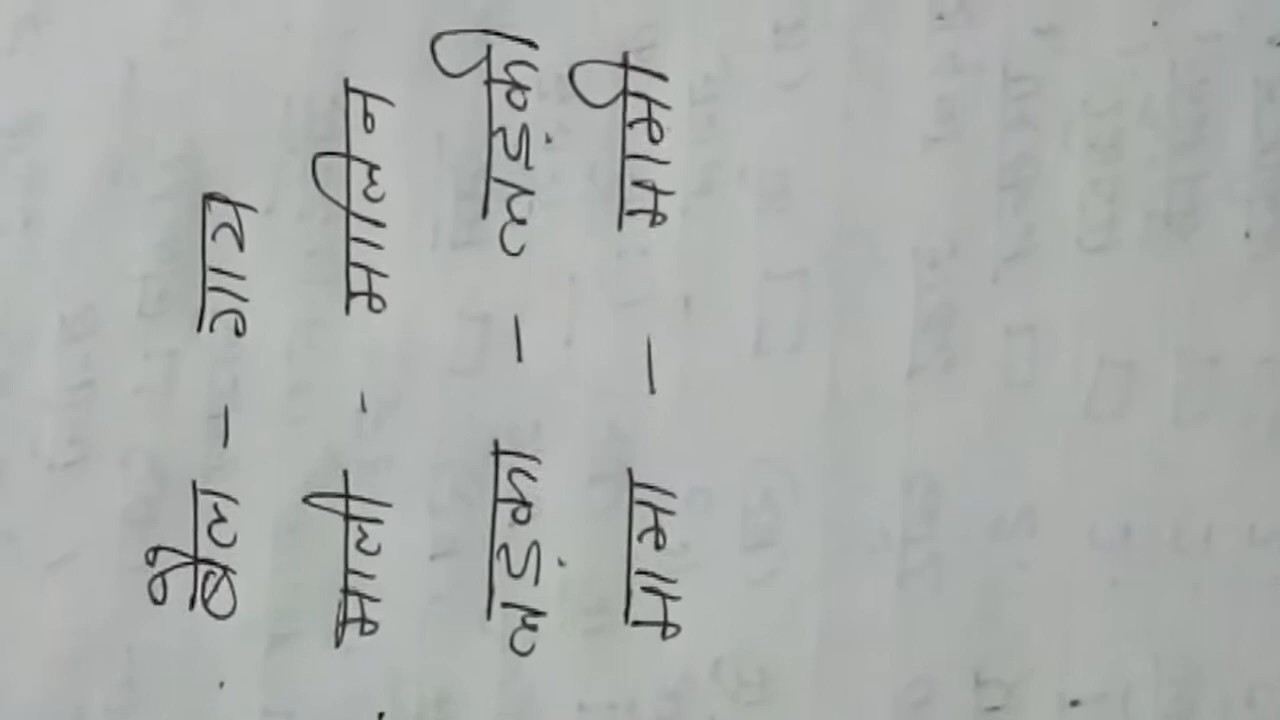 बैल - गाय
माली - मालीन
लडंका - लडंकी
मामा - मामी